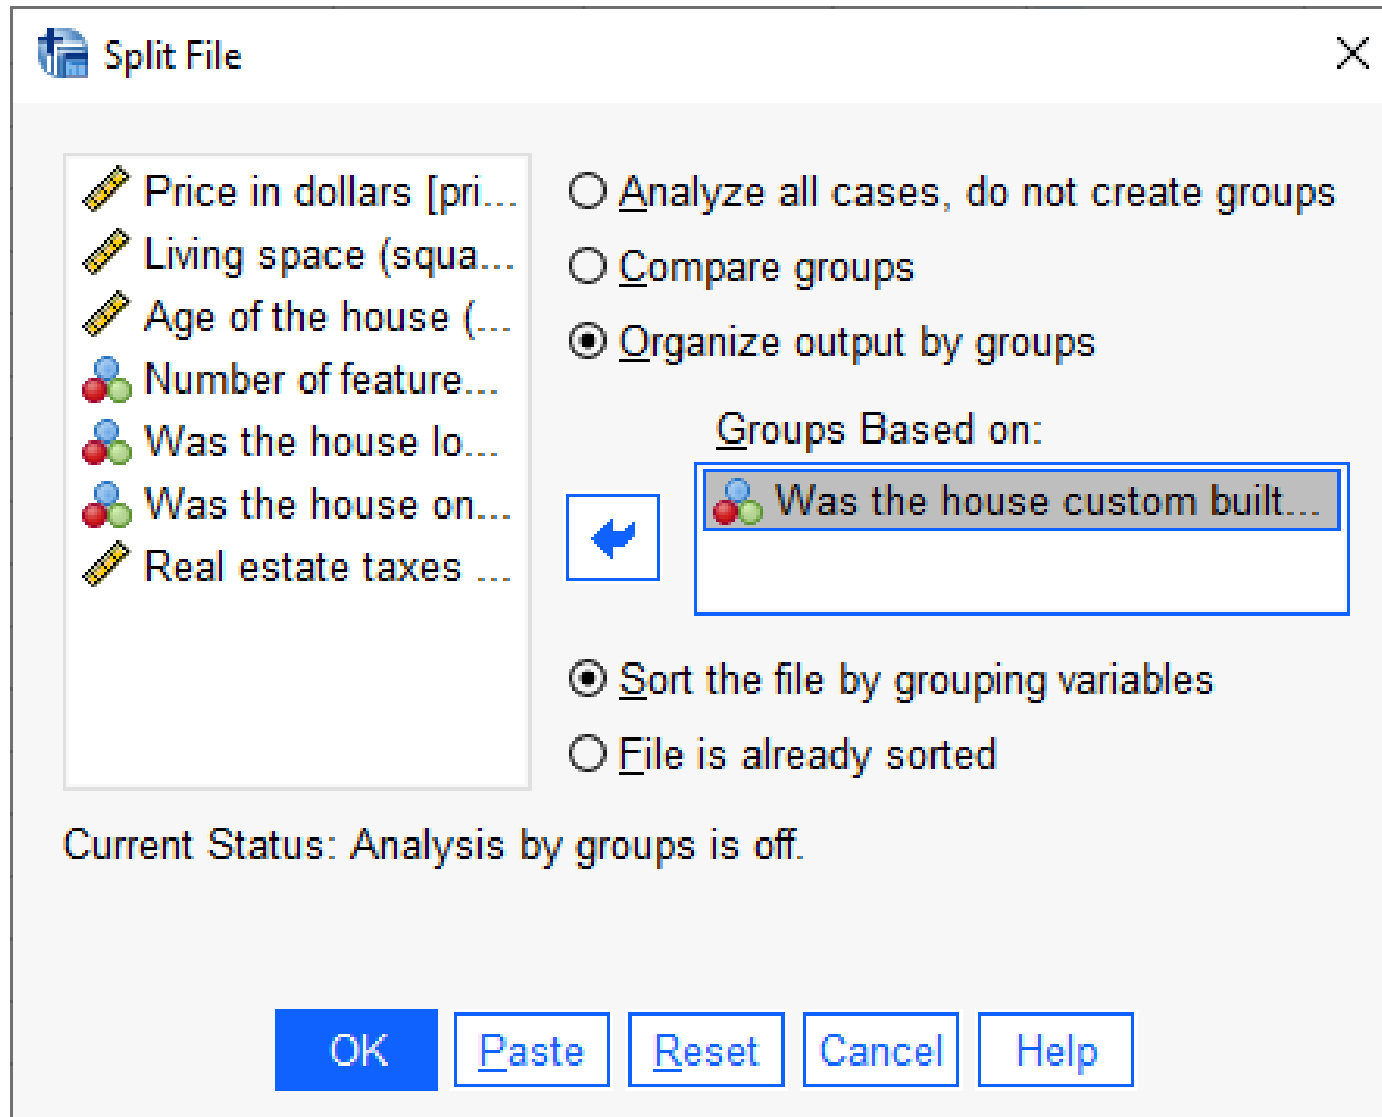 Split File
Price in dollars [pri...
Living space (squa...
Age of the house (...
Number of feature...
Was the house lo...
Was the house on...
Real estate taxes ...
Analyze all cases, do not create groups
Compare groups
Organize output by groups
Groups Based on:
Was the house custom built...
Sort the file by grouping variables
File is already sorted
Current Status: Analysis by groups is off.
OK
Paste
Reset
Cancel
Help